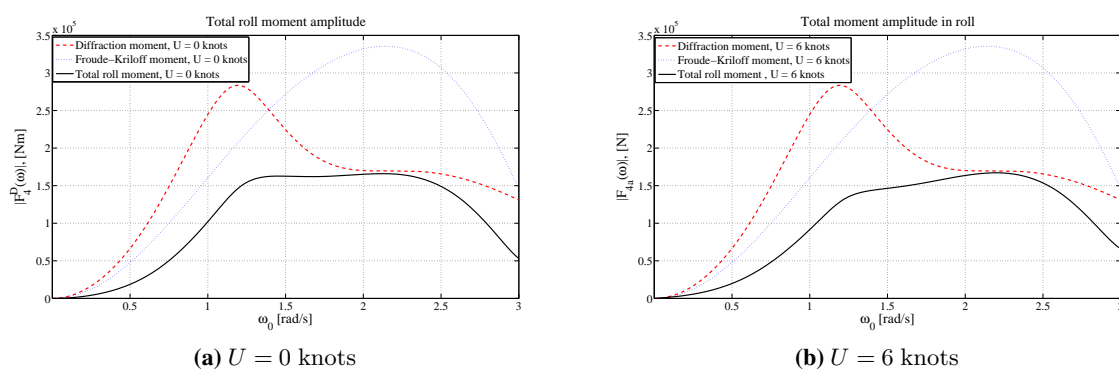 Total roll moment amplitude
x 10^5
3.5
3
2.5
2
1.5
1
0.5
0
|F_4^D(ω)|, [Nm]
Diffraction moment, U = 0 knots
Froude−Kriloff moment, U = 0 knots
Total roll moment, U = 0 knots
0.5 1 1.5 2 2.5 3
ω_0 [rad/s]
(a) U = 0 knots
Total moment amplitude in roll
x 10^5
3.5
3
2.5
2
1.5
1
0.5
0
|F_4a(ω)|, [N]
Diffraction moment, U = 6 knots
Froude−Kriloff moment, U = 6 knots
Total roll moment , U = 6 knots
0.5 1 1.5 2 2.5
ω_0 [rad/s]
(b) U = 6 knots